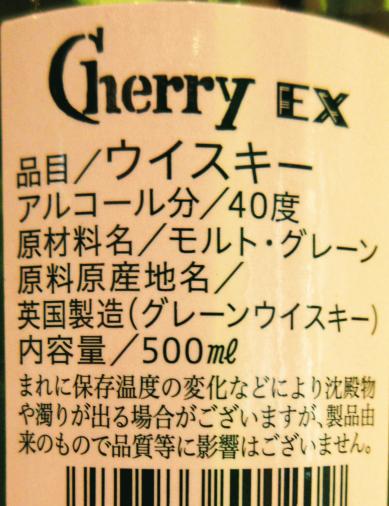 Cherry EX
品目／ウイスキー
アルコール分／40度
原材料名／モルト・グレーン
原料原産地名／
英国製造(グレーンウイスキー)
内容量／500㎖
まれに保存温度の変化などにより沈殿物
や濁りが出る場合がございますが、製品由
来のもので品質等に影響はございません。